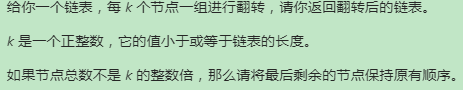 给你一个链表，每 k 个节点一组进行翻转，请你返回翻转后的链表。
k 是一个正整数，它的值小于或等于链表的长度。
如果节点总数不是 k 的整数倍，那么请将最后剩余的节点保持原有顺序。